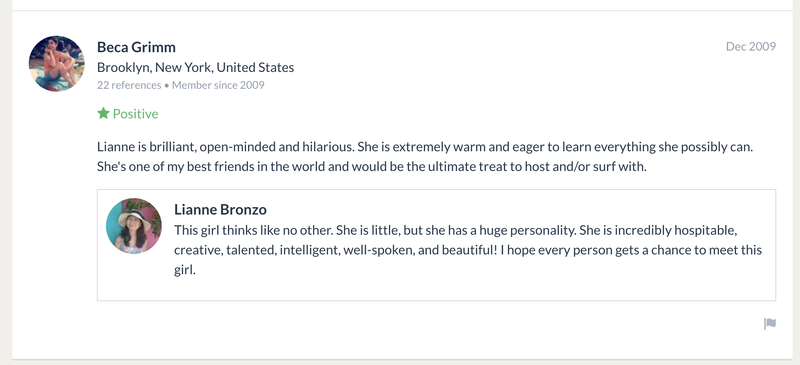 Beca Grimm
Dec 2009
Brooklyn, New York, United States
22 references • Member since 2009
Positive
Lianne is brilliant, open-minded and hilarious. She is extremely warm and eager to learn everything she possibly can.
She's one of my best friends in the world and would be the ultimate treat to host and/or surf with.
Lianne Bronzo
This girl thinks like no other. She is little, but she has a huge personality. She is incredibly hospitable,
creative, talented, intelligent, well-spoken, and beautiful! I hope every person gets a chance to meet this
girl.